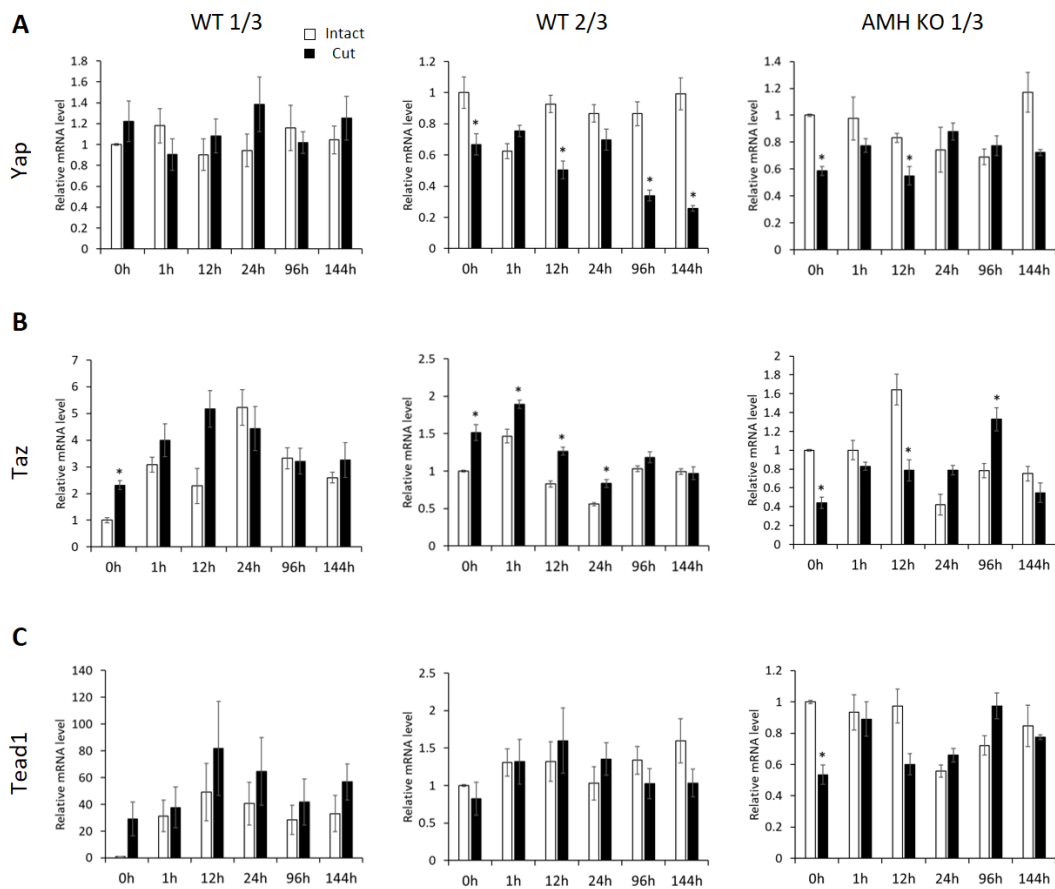 A
WT 1/3
WT 2/3
AMH KO 1/3
Intact
Cut
Yap
Relative mRNA level
1.8
1.6
1.4
1.2
1
0.8
0.6
0.4
0.2
0
0h 1h 12h 24h 96h 144h
*
Relative mRNA level
1.2
1
0.8
0.6
0.4
0.2
0
* * * *
0h 1h 12h 24h 96h 144h
Relative mRNA level
1.4
1.2
1
0.8
0.6
0.4
0.2
0
* *
0h 1h 12h 24h 96h 144h
B
Taz
Relative mRNA level
7
6
5
4
3
2
1
0
*
0h 1h 12h 24h 96h 144h
Relative mRNA level
2.5
2
1.5
1
0.5
0
* * * *
0h 1h 12h 24h 96h 144h
Relative mRNA level
2
1.8
1.6
1.4
1.2
1
0.8
0.6
0.4
0.2
0
* * *
0h 1h 12h 24h 96h 144h
C
Tead1
Relative mRNA level
140
120
100
80
60
40
20
0
0h 1h 12h 24h 96h 144h
Relative mRNA level
2.5
2
1.5
1
0.5
0
0h 1h 12h 24h 96h 144h
Relative mRNA level
1.2
1
0.8
0.6
0.4
0.2
0
*
0h 1h 12h 24h 96h 144h